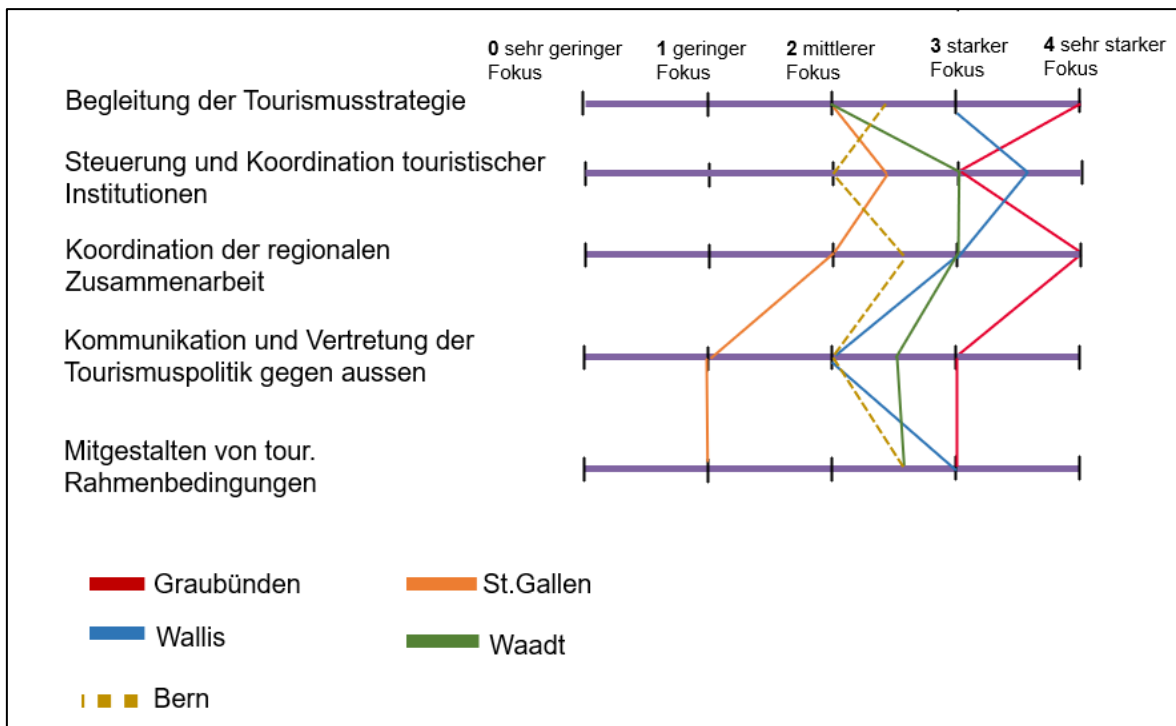 0 sehr geringer Fokus
1 geringer Fokus
2 mittlerer Fokus
3 starker Fokus
4 sehr starker Fokus
Begleitung der Tourismusstrategie
Steuerung und Koordination touristischer
Institutionen
Koordination der regionalen
Zusammenarbeit
Kommunikation und Vertretung der
Tourismuspolitik gegen aussen
Mitgestalten von tour.
Rahmenbedingungen
Graubünden
St.Gallen
Wallis
Waadt
Bern